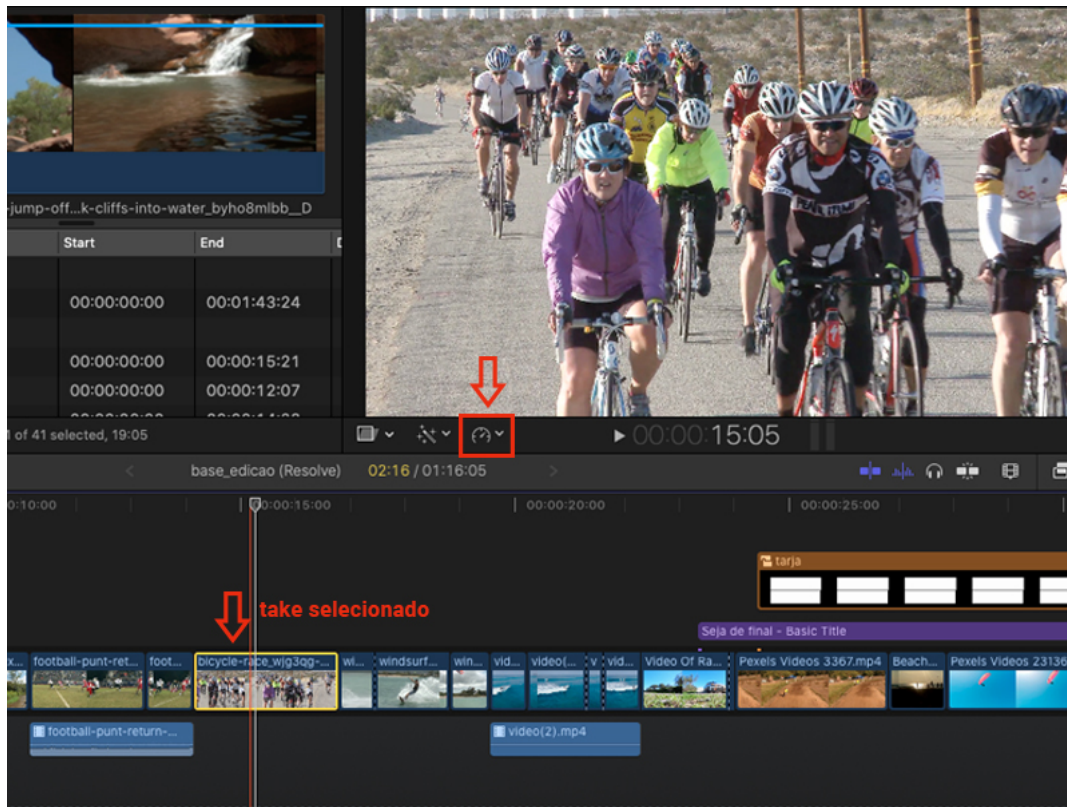 -jump-off...k-cliffs-into-water_byho8mlbb__D
Start End
00:00:00:00 00:01:43:24
00:00:00:00 00:00:15:21
00:00:00:00 00:00:12:07
1 of 41 selected, 19:05
00:00:15:05
base_edicao (Resolve) 02:16 / 01:16:05
0:10:00 00:00:15:00 00:00:20:00 00:00:25:00
tarja
take selecionado
Seja de final - Basic Title
x... football-punt-ret... foot... bicycle-race_wjg3qg-... wi... windsurf... win... vid... video(... v vid... Video Of Ra... Pexels Videos 3367.mp4 Beach... Pexels Videos 23136
football-punt-return-... video(2).mp4